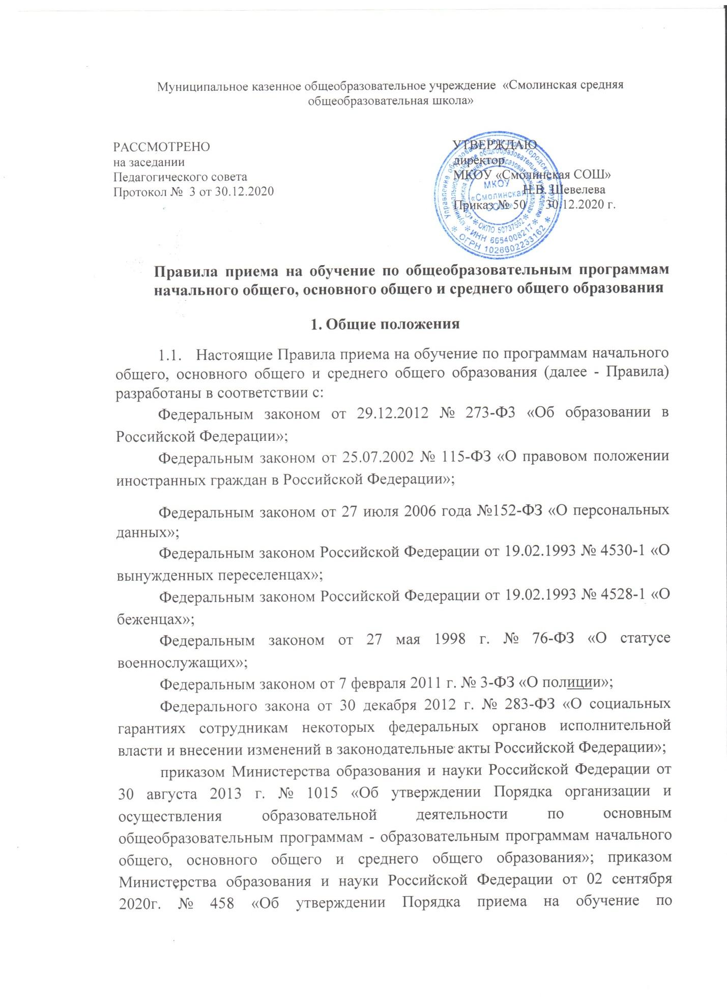 Муниципальное казенное общеобразовательное учреждение «Смолинская средняя
общеобразовательная школа»
РАССМОТРЕНО
на заседании
Педагогического совета
Протокол № 3 от 30.12.2020
УТВЕРЖДАЮ
директор
МКОУ «Смолинская СОШ»
Н.В. Шевелева
Приказ № 50 30.12.2020 г.
МКОУ
«Смолинская
СОШ»
ОКПО 50737562
ИНН 6654008217
ОГРН 1026602233162
Правила приема на обучение по общеобразовательным программам
начального общего, основного общего и среднего общего образования
1. Общие положения
1.1. Настоящие Правила приема на обучение по программам начального
общего, основного общего и среднего общего образования (далее - Правила)
разработаны в соответствии с:
Федеральным законом от 29.12.2012 № 273-ФЗ «Об образовании в
Российской Федерации»;
Федеральным законом от 25.07.2002 № 115-ФЗ «О правовом положении
иностранных граждан в Российской Федерации»;
Федеральным законом от 27 июля 2006 года №152-ФЗ «О персональных
данных»;
Федеральным законом Российской Федерации от 19.02.1993 № 4530-1 «О
вынужденных переселенцах»;
Федеральным законом Российской Федерации от 19.02.1993 № 4528-1 «О
беженцах»;
Федеральным законом от 27 мая 1998 г. № 76-ФЗ «О статусе
военнослужащих»;
Федеральным законом от 7 февраля 2011 г. № 3-ФЗ «О полиции»;
Федерального закона от 30 декабря 2012 г. № 283-ФЗ «О социальных
гарантиях сотрудникам некоторых федеральных органов исполнительной
власти и внесении изменений в законодательные акты Российской Федерации»;
приказом Министерства образования и науки Российской Федерации от
30 августа 2013 г. № 1015 «Об утверждении Порядка организации и
осуществления образовательной деятельности по основным
общеобразовательным программам - образовательным программам начального
общего, основного общего и среднего общего образования»; приказом
Министерства образования и науки Российской Федерации от 02 сентября
2020г. № 458 «Об утверждении Порядка приема на обучение по